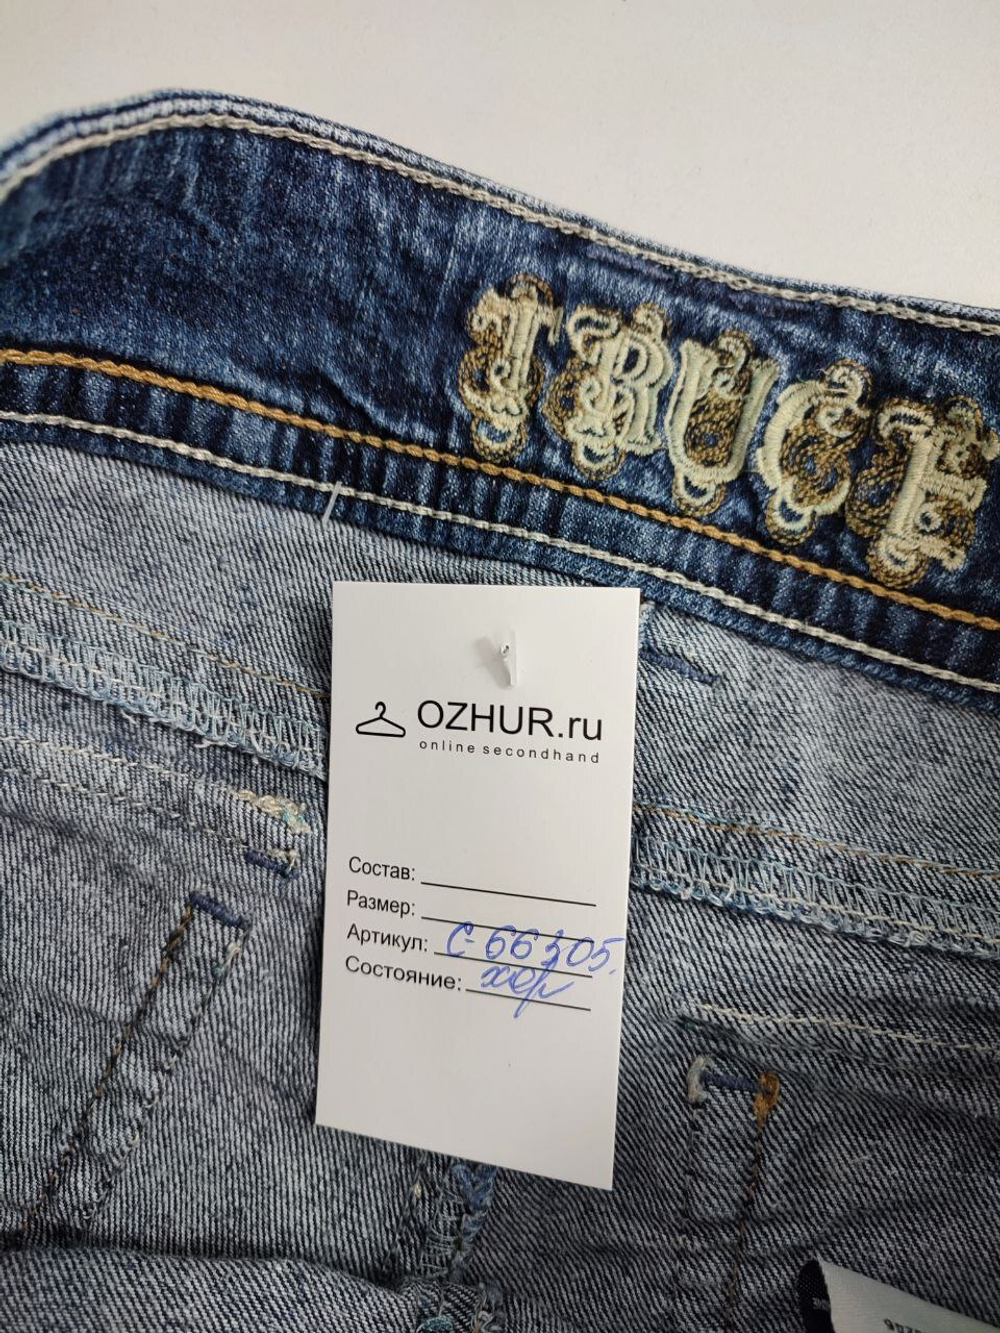 TRUCE
OZHUR.ru
online secondhand
Состав:
Размер:
Артикул: С-66305.
Состояние: хор